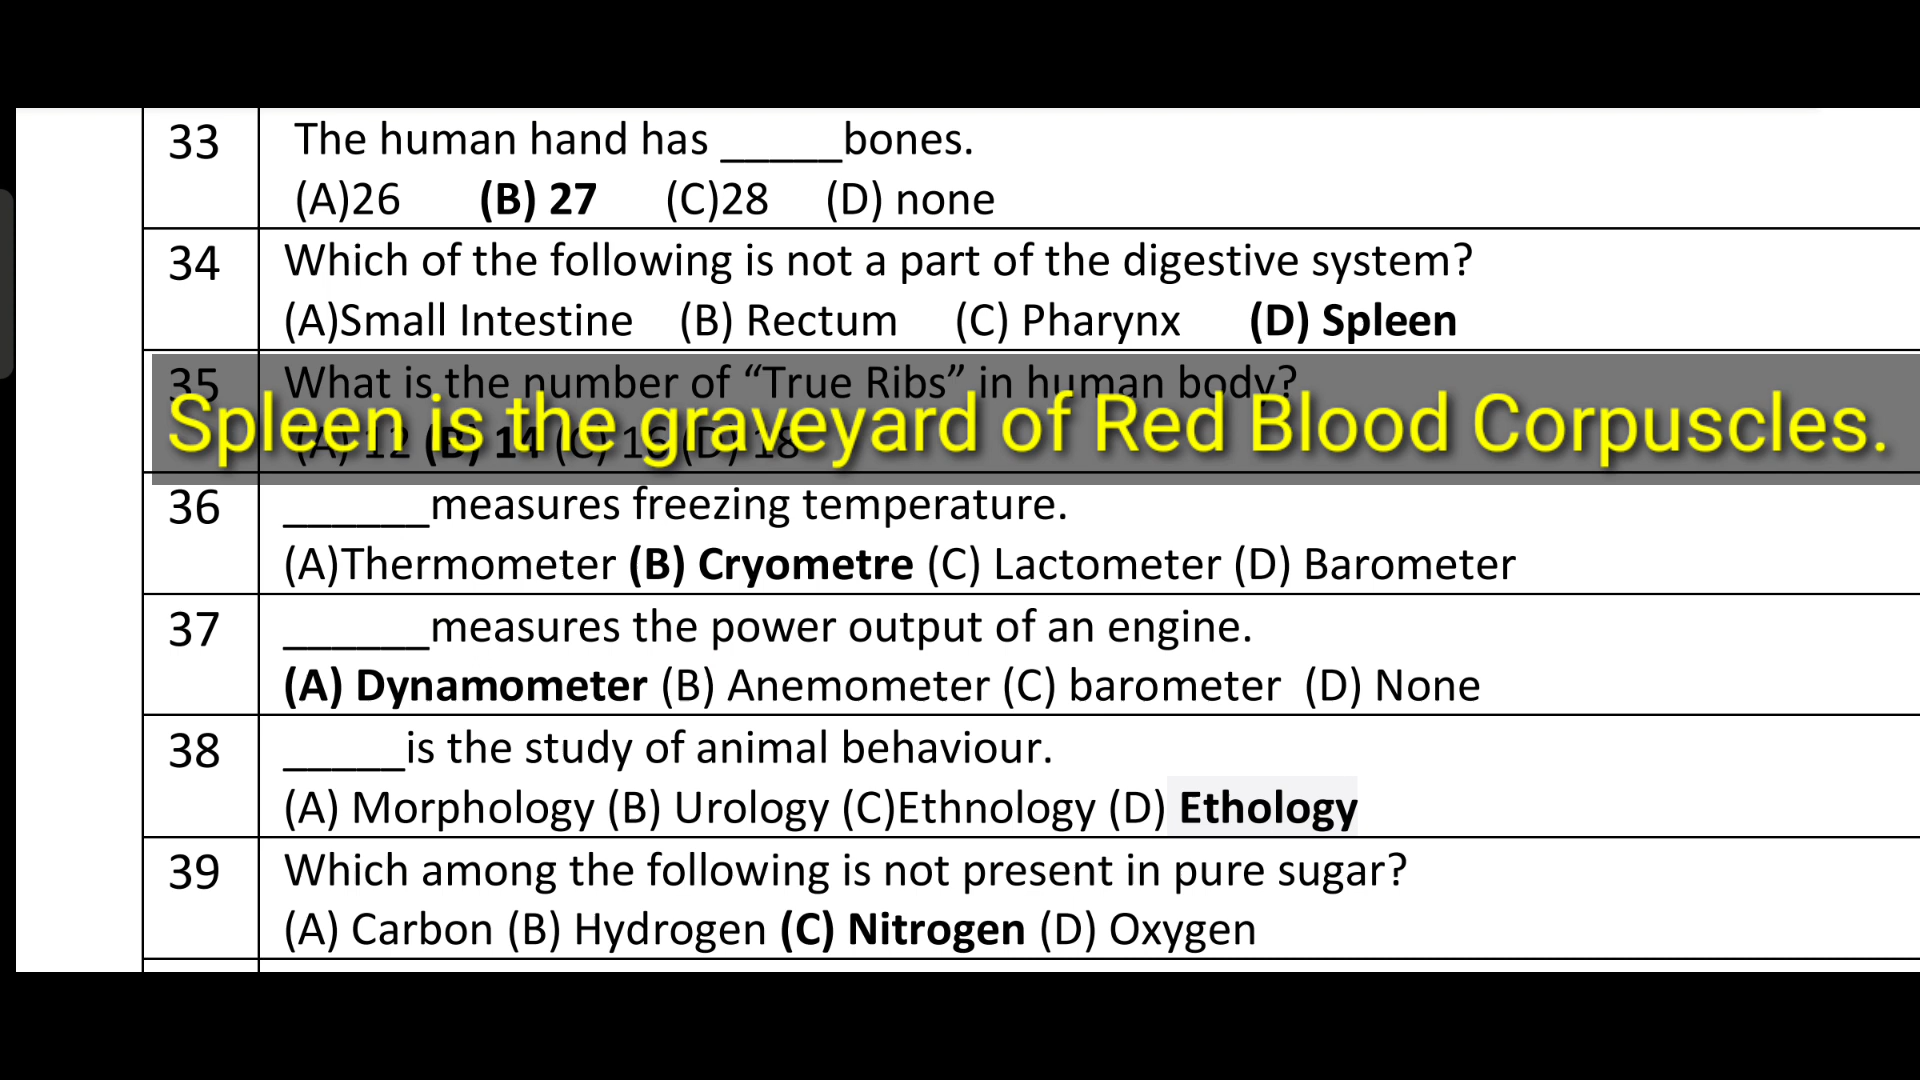 33 The human hand has _____bones.
(A)26 (B) 27 (C)28 (D) none
34 Which of the following is not a part of the digestive system?
(A)Small Intestine (B) Rectum (C) Pharynx (D) Spleen
35 What is the number of “True Ribs” in human body?
Spleen is the graveyard of Red Blood Corpuscles.
(A) 12 (B) 14 (C) 16 (D) 18
36 ______measures freezing temperature.
(A)Thermometer (B) Cryometre (C) Lactometer (D) Barometer
37 ______measures the power output of an engine.
(A) Dynamometer (B) Anemometer (C) barometer (D) None
38 _____is the study of animal behaviour.
(A) Morphology (B) Urology (C)Ethnology (D) Ethology
39 Which among the following is not present in pure sugar?
(A) Carbon (B) Hydrogen (C) Nitrogen (D) Oxygen